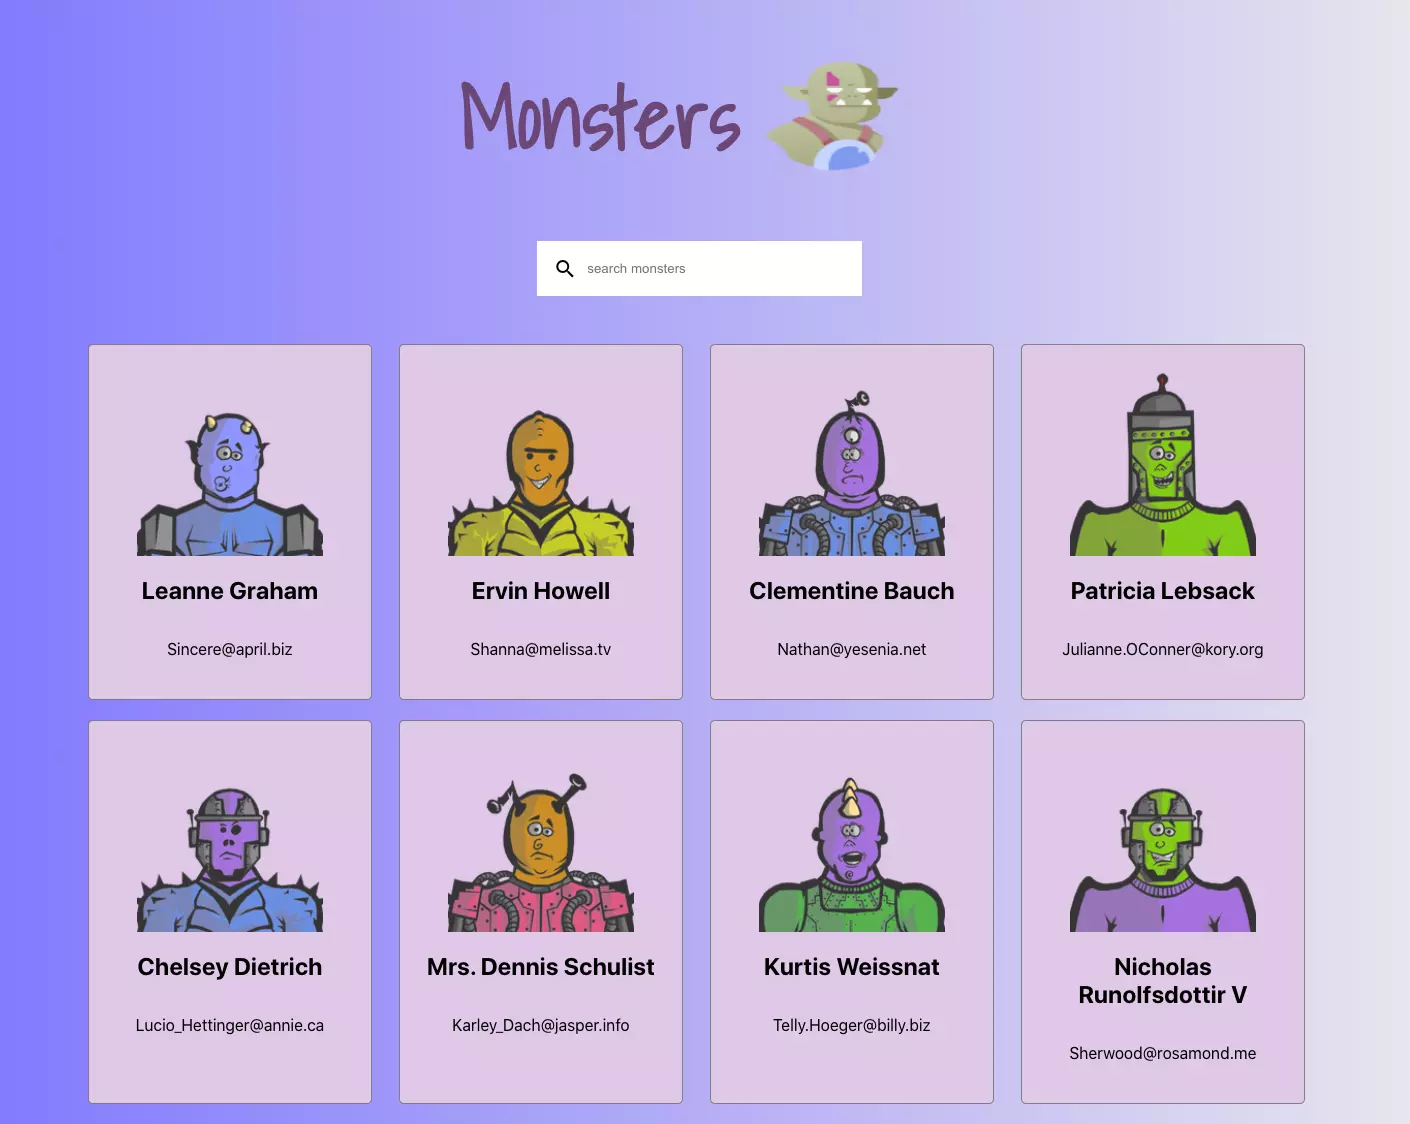 Monsters
search monsters
Leanne Graham
Sincere@april.biz
Ervin Howell
Shanna@melissa.tv
Clementine Bauch
Nathan@yesenia.net
Patricia Lebsack
Julianne.OConner@kory.org
Chelsey Dietrich
Lucio_Hettinger@annie.ca
Mrs. Dennis Schulist
Karley_Dach@jasper.info
Kurtis Weissnat
Telly.Hoeger@billy.biz
Nicholas
Runolfsdottir V
Sherwood@rosamond.me